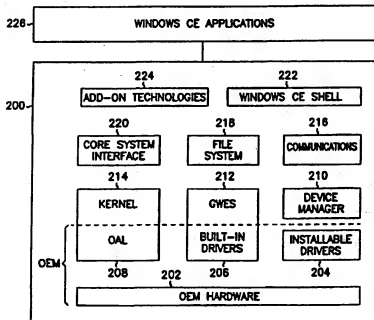 226
WINDOWS CE APPLICATIONS
200
224
222
ADD-ON TECHNOLOGIES
WINDOWS CE SHELL
220
218
216
CORE SYSTEM
INTERFACE
FILE
SYSTEM
COMMUNICATIONS
214
212
210
KERNEL
GWES
DEVICE
MANAGER
OEM
OAL
BUILT-IN
DRIVERS
INSTALLABLE
DRIVERS
208
202
206
204
OEM HARDWARE